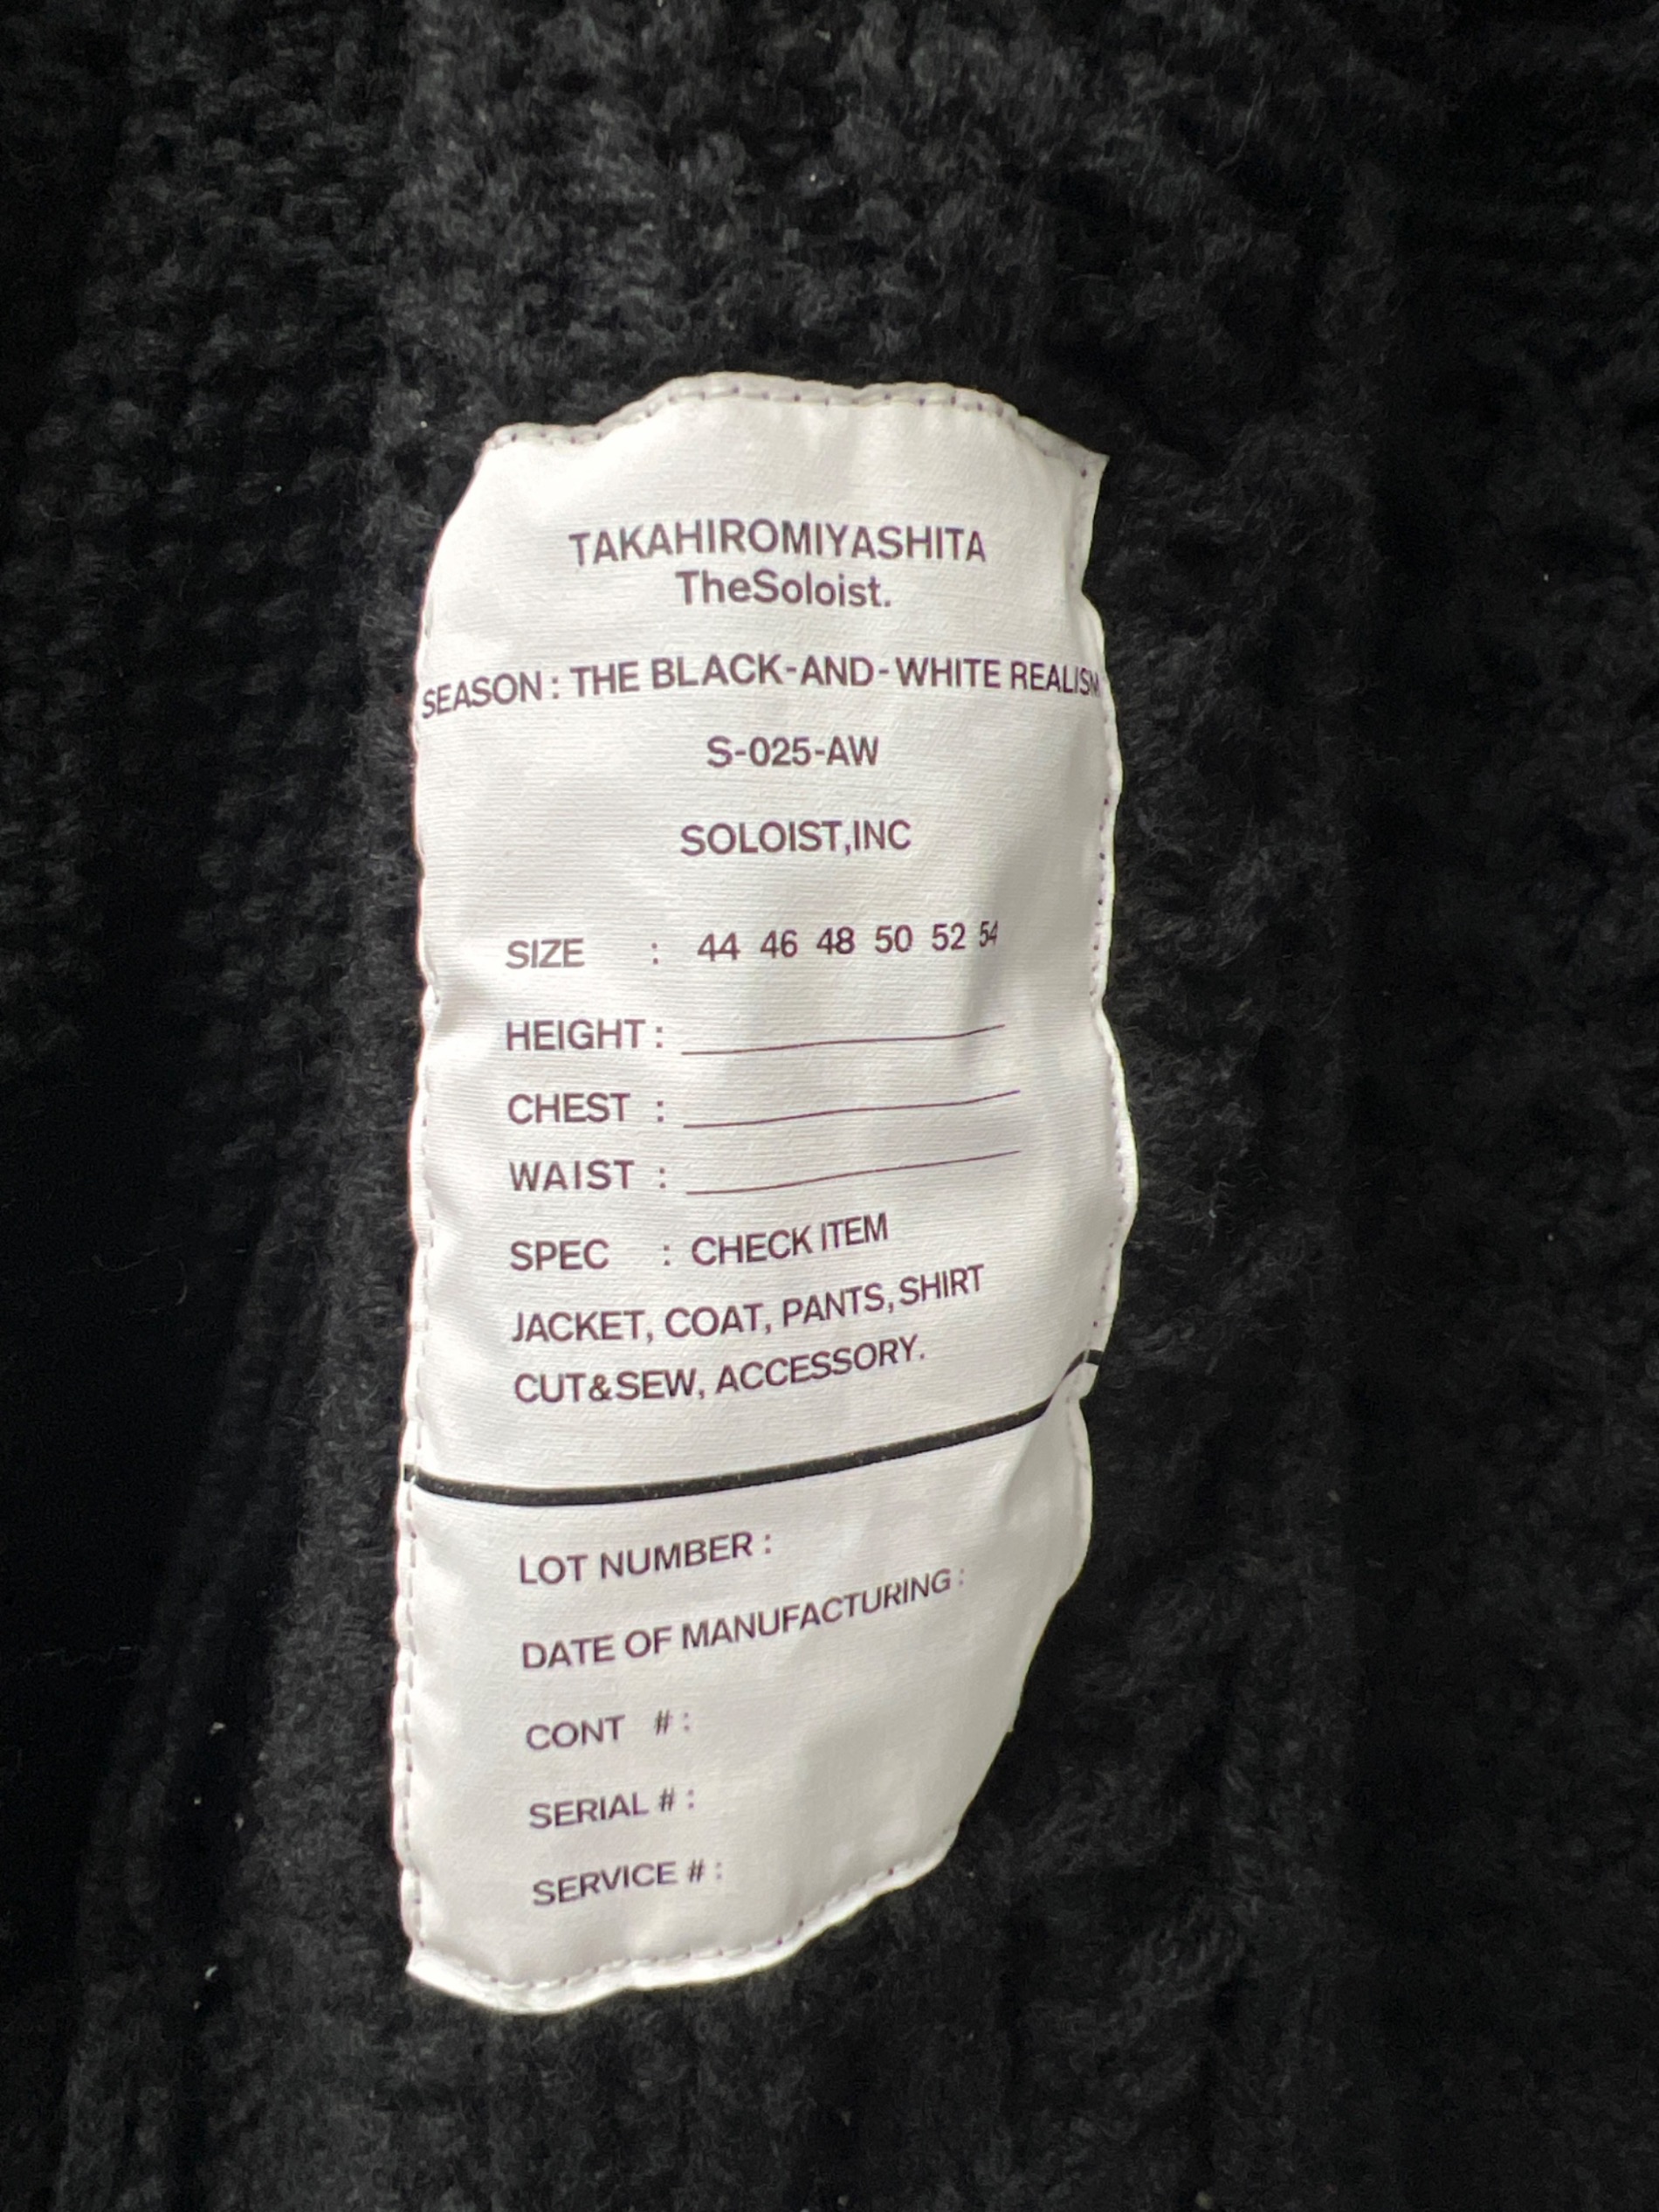 TAKAHIROMIYASHITA
TheSoloist.
SEASON : THE BLACK-AND-WHITE REALISM
S-025-AW
SOLOIST,INC
SIZE : 44 46 48 50 52 54
HEIGHT :
CHEST :
WAIST :
SPEC : CHECK ITEM
JACKET, COAT, PANTS, SHIRT
CUT&SEW, ACCESSORY.
LOT NUMBER :
DATE OF MANUFACTURING :
CONT # :
SERIAL # :
SERVICE # :